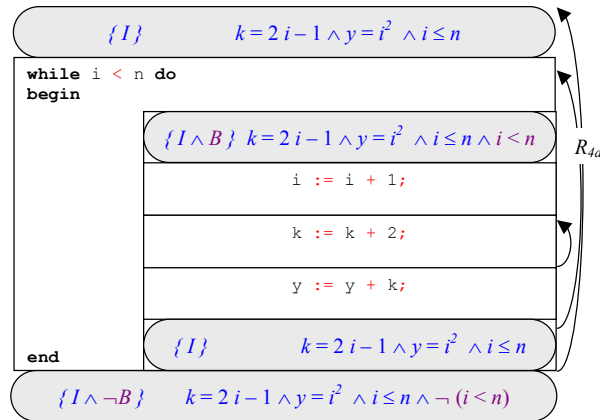 { I } k = 2 i – 1 ∧ y = i² ∧ i ≤ n
while i < n do
begin
{ I ∧ B } k = 2 i – 1 ∧ y = i² ∧ i ≤ n ∧ i < n
R4a
i := i + 1;
k := k + 2;
y := y + k;
{ I } k = 2 i – 1 ∧ y = i² ∧ i ≤ n
end
{ I ∧ ¬B } k = 2 i – 1 ∧ y = i² ∧ i ≤ n ∧ ¬ (i < n)